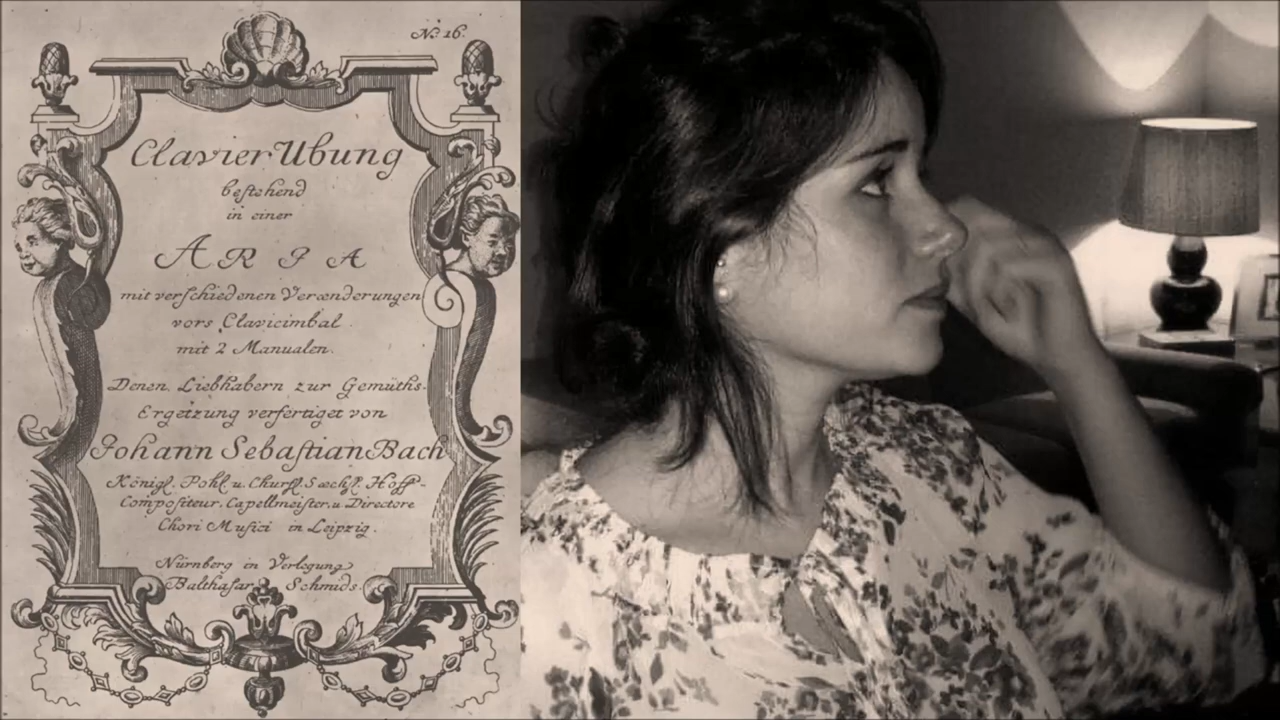 No. 16.
Clavier Ubung
bestehend
in einer
ARIA
mit verschiedenen Verænderungen
vors Clavicimbal
mit 2 Manualen.
Denen Liebhabern zur Gemüths-
Ergetzung verfertiget von
Johann Sebastian Bach
Königl. Pohl. u. Churfl. Sæchs. Hoff-
Compositeur, Capellmeister, u. Directore
Chori Musici in Leipzig.
Nürnberg in Verlegung
Balthasar Schmids.